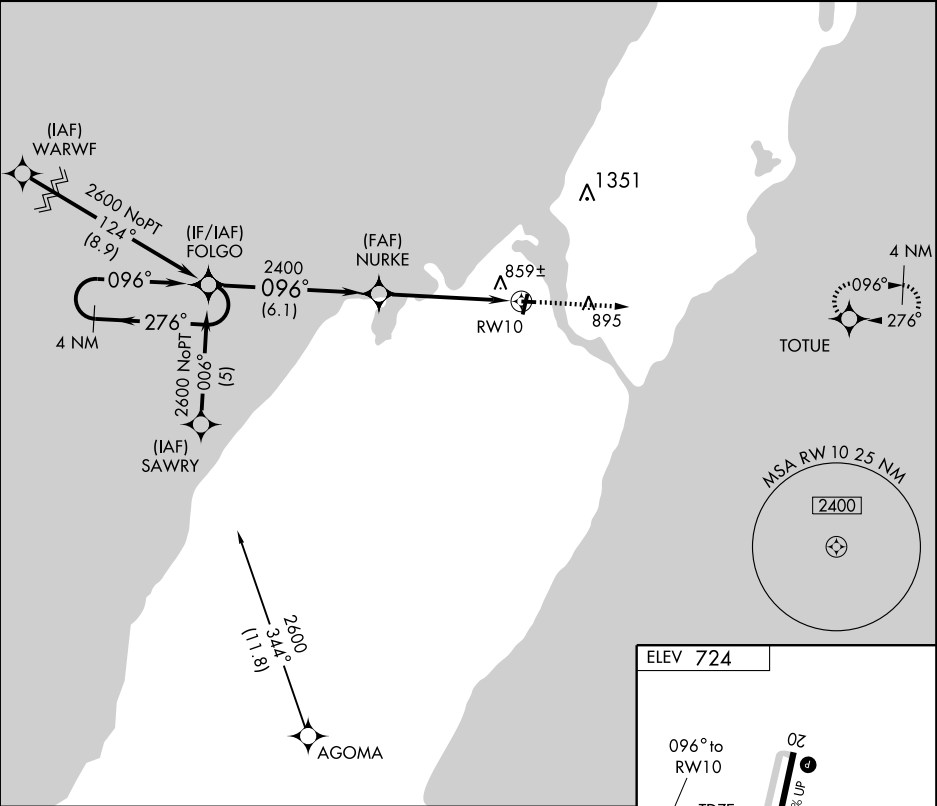 (IAF)
WARWF
2600 NoPT
124°
(8.9)
(IF/IAF)
FOLGO
096°
276°
4 NM
2600 NoPT
006°
(5)
(IAF)
SAWRY
2400
096°
(6.1)
(FAF)
NURKE
859±
RW10
895
1351
4 NM
096°
276°
TOTUE
MSA RW 10 25 NM
2400
2600
344°
(11.8)
AGOMA
ELEV 724
096° to
RW10
20
P
UP